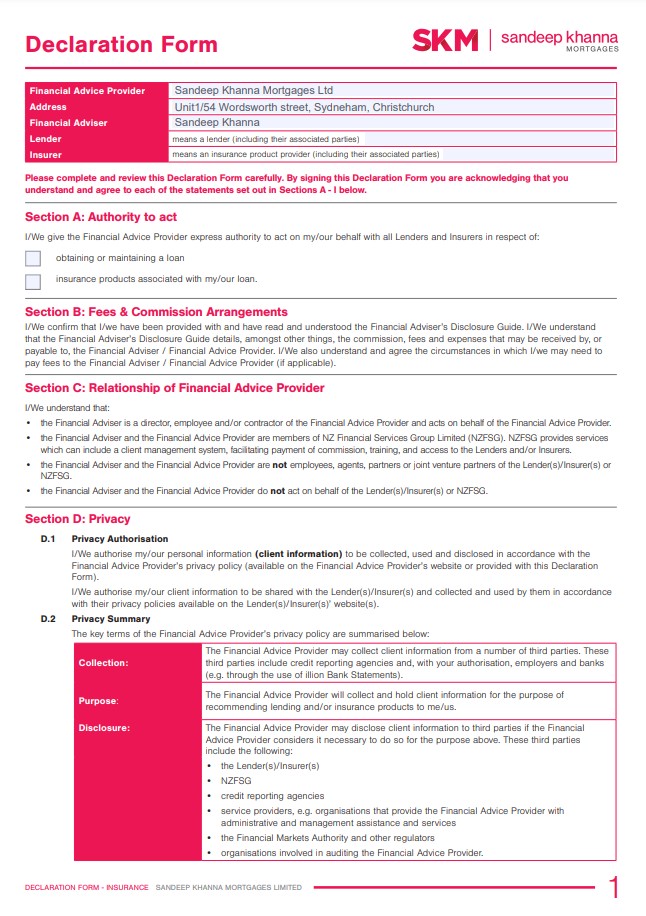 Declaration Form
SKM
sandeep khanna
MORTGAGES
Financial Advice Provider
Sandeep Khanna Mortgages Ltd
Address
Unit1/54 Wordsworth street, Sydneham, Christchurch
Financial Adviser
Sandeep Khanna
Lender
means a lender (including their associated parties)
Insurer
means an insurance product provider (including their associated parties)
Please complete and review this Declaration Form carefully. By signing this Declaration Form you are acknowledging that you
understand and agree to each of the statements set out in Sections A - I below.
Section A: Authority to act
I/We give the Financial Advice Provider express authority to act on my/our behalf with all Lenders and Insurers in respect of:
obtaining or maintaining a loan
insurance products associated with my/our loan.
Section B: Fees & Commission Arrangements
I/We confirm that I/we have been provided with and have read and understood the Financial Adviser's Disclosure Guide. I/We understand
that the Financial Adviser's Disclosure Guide details, amongst other things, the commission, fees and expenses that may be received by, or
payable to, the Financial Adviser / Financial Advice Provider. I/We also understand and agree the circumstances in which I/we may need to
pay fees to the Financial Adviser / Financial Advice Provider (if applicable).
Section C: Relationship of Financial Advice Provider
I/We understand that:
• the Financial Adviser is a director, employee and/or contractor of the Financial Advice Provider and acts on behalf of the Financial Advice Provider.
• the Financial Adviser and the Financial Advice Provider are members of NZ Financial Services Group Limited (NZFSG). NZFSG provides services
which can include a client management system, facilitating payment of commission, training, and access to the Lenders and/or Insurers.
• the Financial Adviser and the Financial Advice Provider are not employees, agents, partners or joint venture partners of the Lender(s)/Insurer(s) or
NZFSG.
• the Financial Adviser and the Financial Advice Provider do not act on behalf of the Lender(s)/Insurer(s) or NZFSG.
Section D: Privacy
D.1 Privacy Authorisation
I/We authorise my/our personal information (client information) to be collected, used and disclosed in accordance with the
Financial Advice Provider's privacy policy (available on the Financial Advice Provider's website or provided with this Declaration
Form).
I/We authorise my/our client information to be shared with the Lender(s)/Insurer(s) and collected and used by them in accordance
with their privacy policies available on the Lender(s)/Insurer(s)' website(s).
D.2 Privacy Summary
The key terms of the Financial Advice Provider's privacy policy are summarised below:
Collection:
The Financial Advice Provider may collect client information from a number of third parties. These
third parties include credit reporting agencies and, with your authorisation, employers and banks
(e.g. through the use of illion Bank Statements).
Purpose:
The Financial Advice Provider will collect and hold client information for the purpose of
recommending lending and/or insurance products to me/us.
Disclosure:
The Financial Advice Provider may disclose client information to third parties if the Financial
Advice Provider considers it necessary to do so for the purpose above. These third parties
include the following:
• the Lender(s)/Insurer(s)
• NZFSG
• credit reporting agencies
• service providers, e.g. organisations that provide the Financial Advice Provider with
administrative and management assistance and services
• the Financial Markets Authority and other regulators
• organisations involved in auditing the Financial Advice Provider.
DECLARATION FORM - INSURANCE SANDEEP KHANNA MORTGAGES LIMITED
1